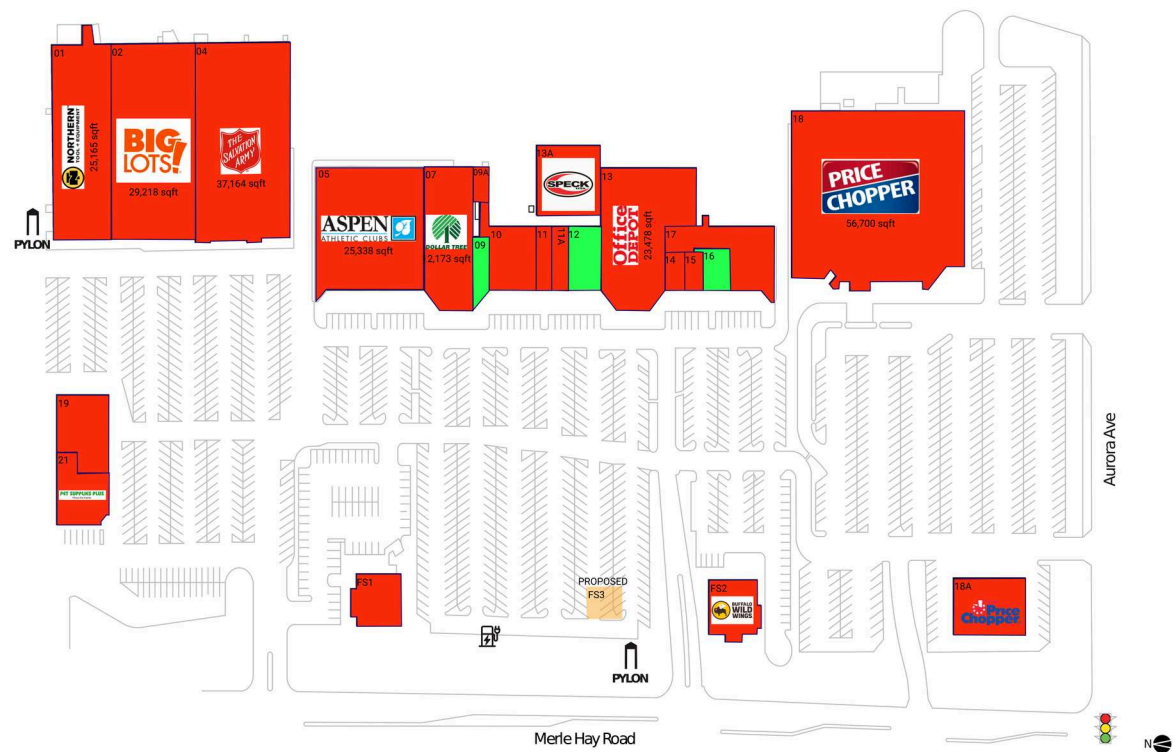 01
NORTHERN
TOOL + EQUIPMENT
25,165 sqft
02
BIG
LOTS!
29,218 sqft
04
THE
SALVATION
ARMY
37,164 sqft
PYLON
05
ASPEN
ATHLETIC CLUBS
25,338 sqft
07
DOLLAR TREE
12,173 sqft
09A
09
10
11
11A
12
13A
SPECK
13
Office
DEPOT
23,478 sqft
17
14
15
16
18
PRICE
CHOPPER
56,700 sqft
19
21
PET SUPPLIES PLUS
FS1
PROPOSED
FS3
FS2
BUFFALO
WILD
WINGS
18A
Price
Chopper
PYLON
Aurora Ave
Merle Hay Road
N